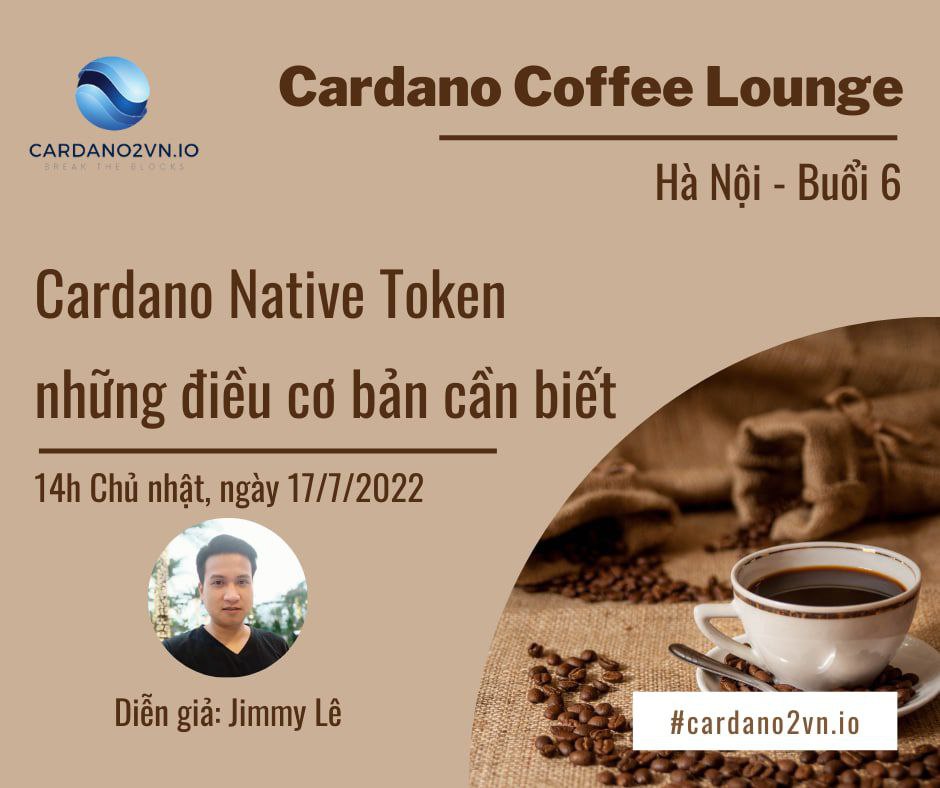 CARDANO2VN.IO
BREAK THE BLOCKS
Cardano Coffee Lounge
Hà Nội - Buổi 6
Cardano Native Token
những điều cơ bản cần biết
14h Chủ nhật, ngày 17/7/2022
Diễn giả: Jimmy Lê
#cardano2vn.io